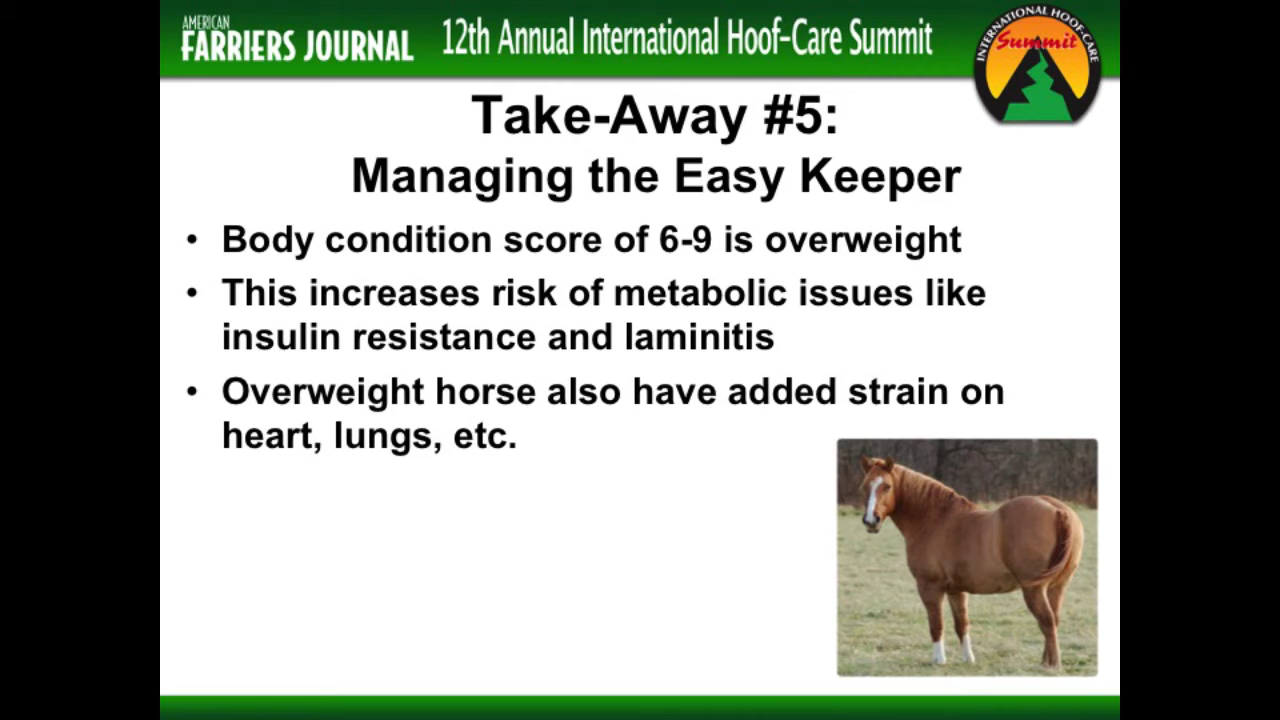 AMERICAN
FARRIERS JOURNAL
12th Annual International Hoof-Care Summit
INTERNATIONAL HOOF-CARE
Summit
Take-Away #5:
Managing the Easy Keeper
• Body condition score of 6-9 is overweight
• This increases risk of metabolic issues like
insulin resistance and laminitis
• Overweight horse also have added strain on
heart, lungs, etc.